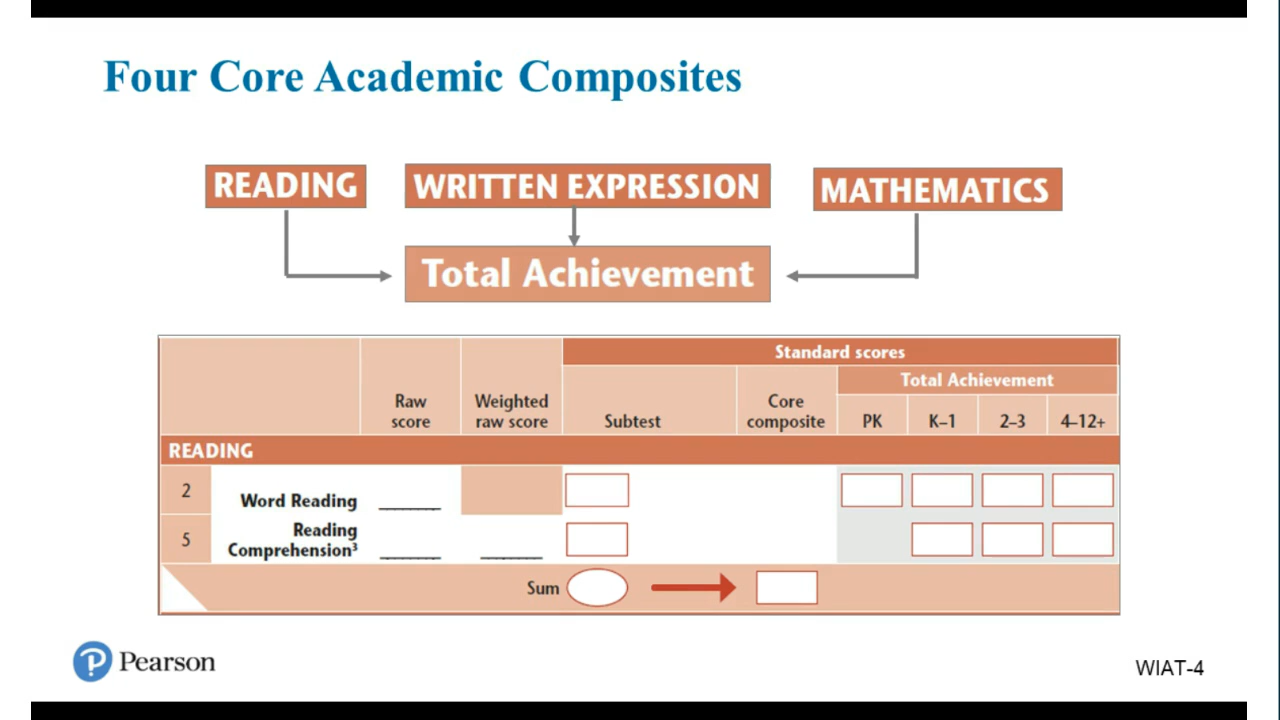 Four Core Academic Composites
READING
WRITTEN EXPRESSION
MATHEMATICS
Total Achievement
Standard scores
Total Achievement
Raw
score
Weighted
raw score
Subtest
Core
composite
PK
K–1
2–3
4–12+
READING
2
Word Reading
5
Reading
Comprehension³
Sum
Pearson
WIAT-4